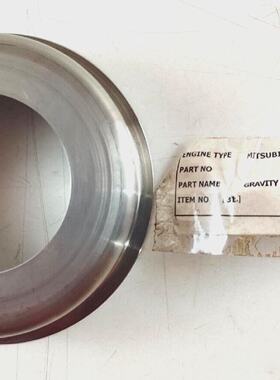 ENGINE TYPE MITSUBI
PART NO
PART NAME GRAVITY
ITEM NO